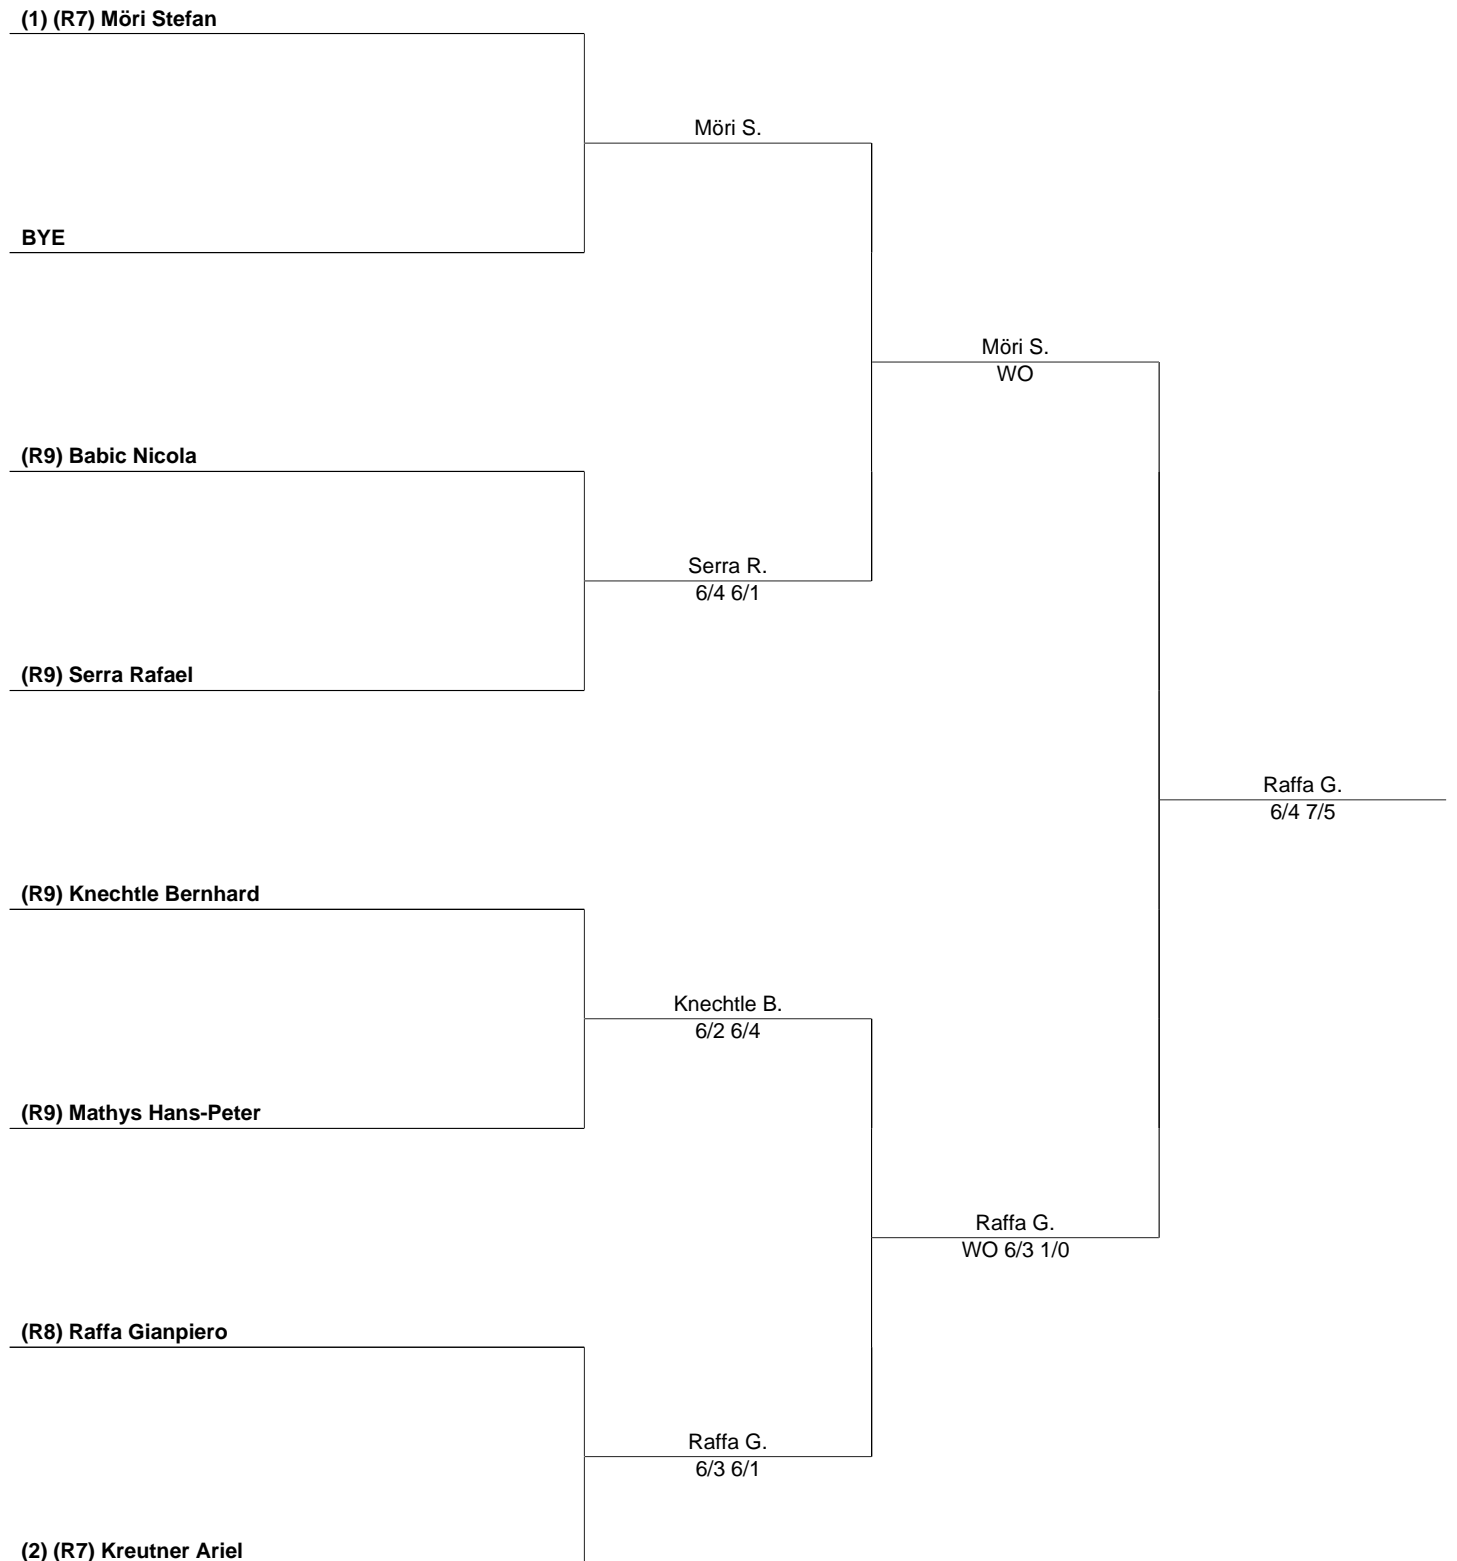 (1) (R7) Möri Stefan
Möri S.
BYE
Möri S.
WO
(R9) Babic Nicola
Serra R.
6/4 6/1
(R9) Serra Rafael
Raffa G.
6/4 7/5
(R9) Knechtle Bernhard
Knechtle B.
6/2 6/4
(R9) Mathys Hans-Peter
Raffa G.
WO 6/3 1/0
(R8) Raffa Gianpiero
Raffa G.
6/3 6/1
(2) (R7) Kreutner Ariel